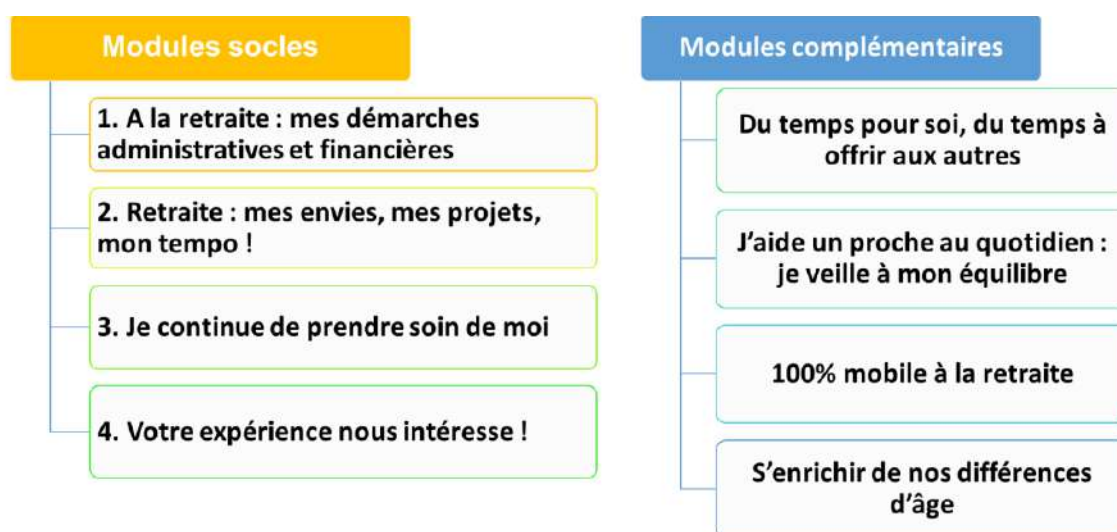 Modules socles
1. A la retraite : mes démarches
administratives et financières
2. Retraite : mes envies, mes projets,
mon tempo !
3. Je continue de prendre soin de moi
4. Votre expérience nous intéresse !
Modules complémentaires
Du temps pour soi, du temps à
offrir aux autres
J’aide un proche au quotidien :
je veille à mon équilibre
100% mobile à la retraite
S’enrichir de nos différences
d’âge